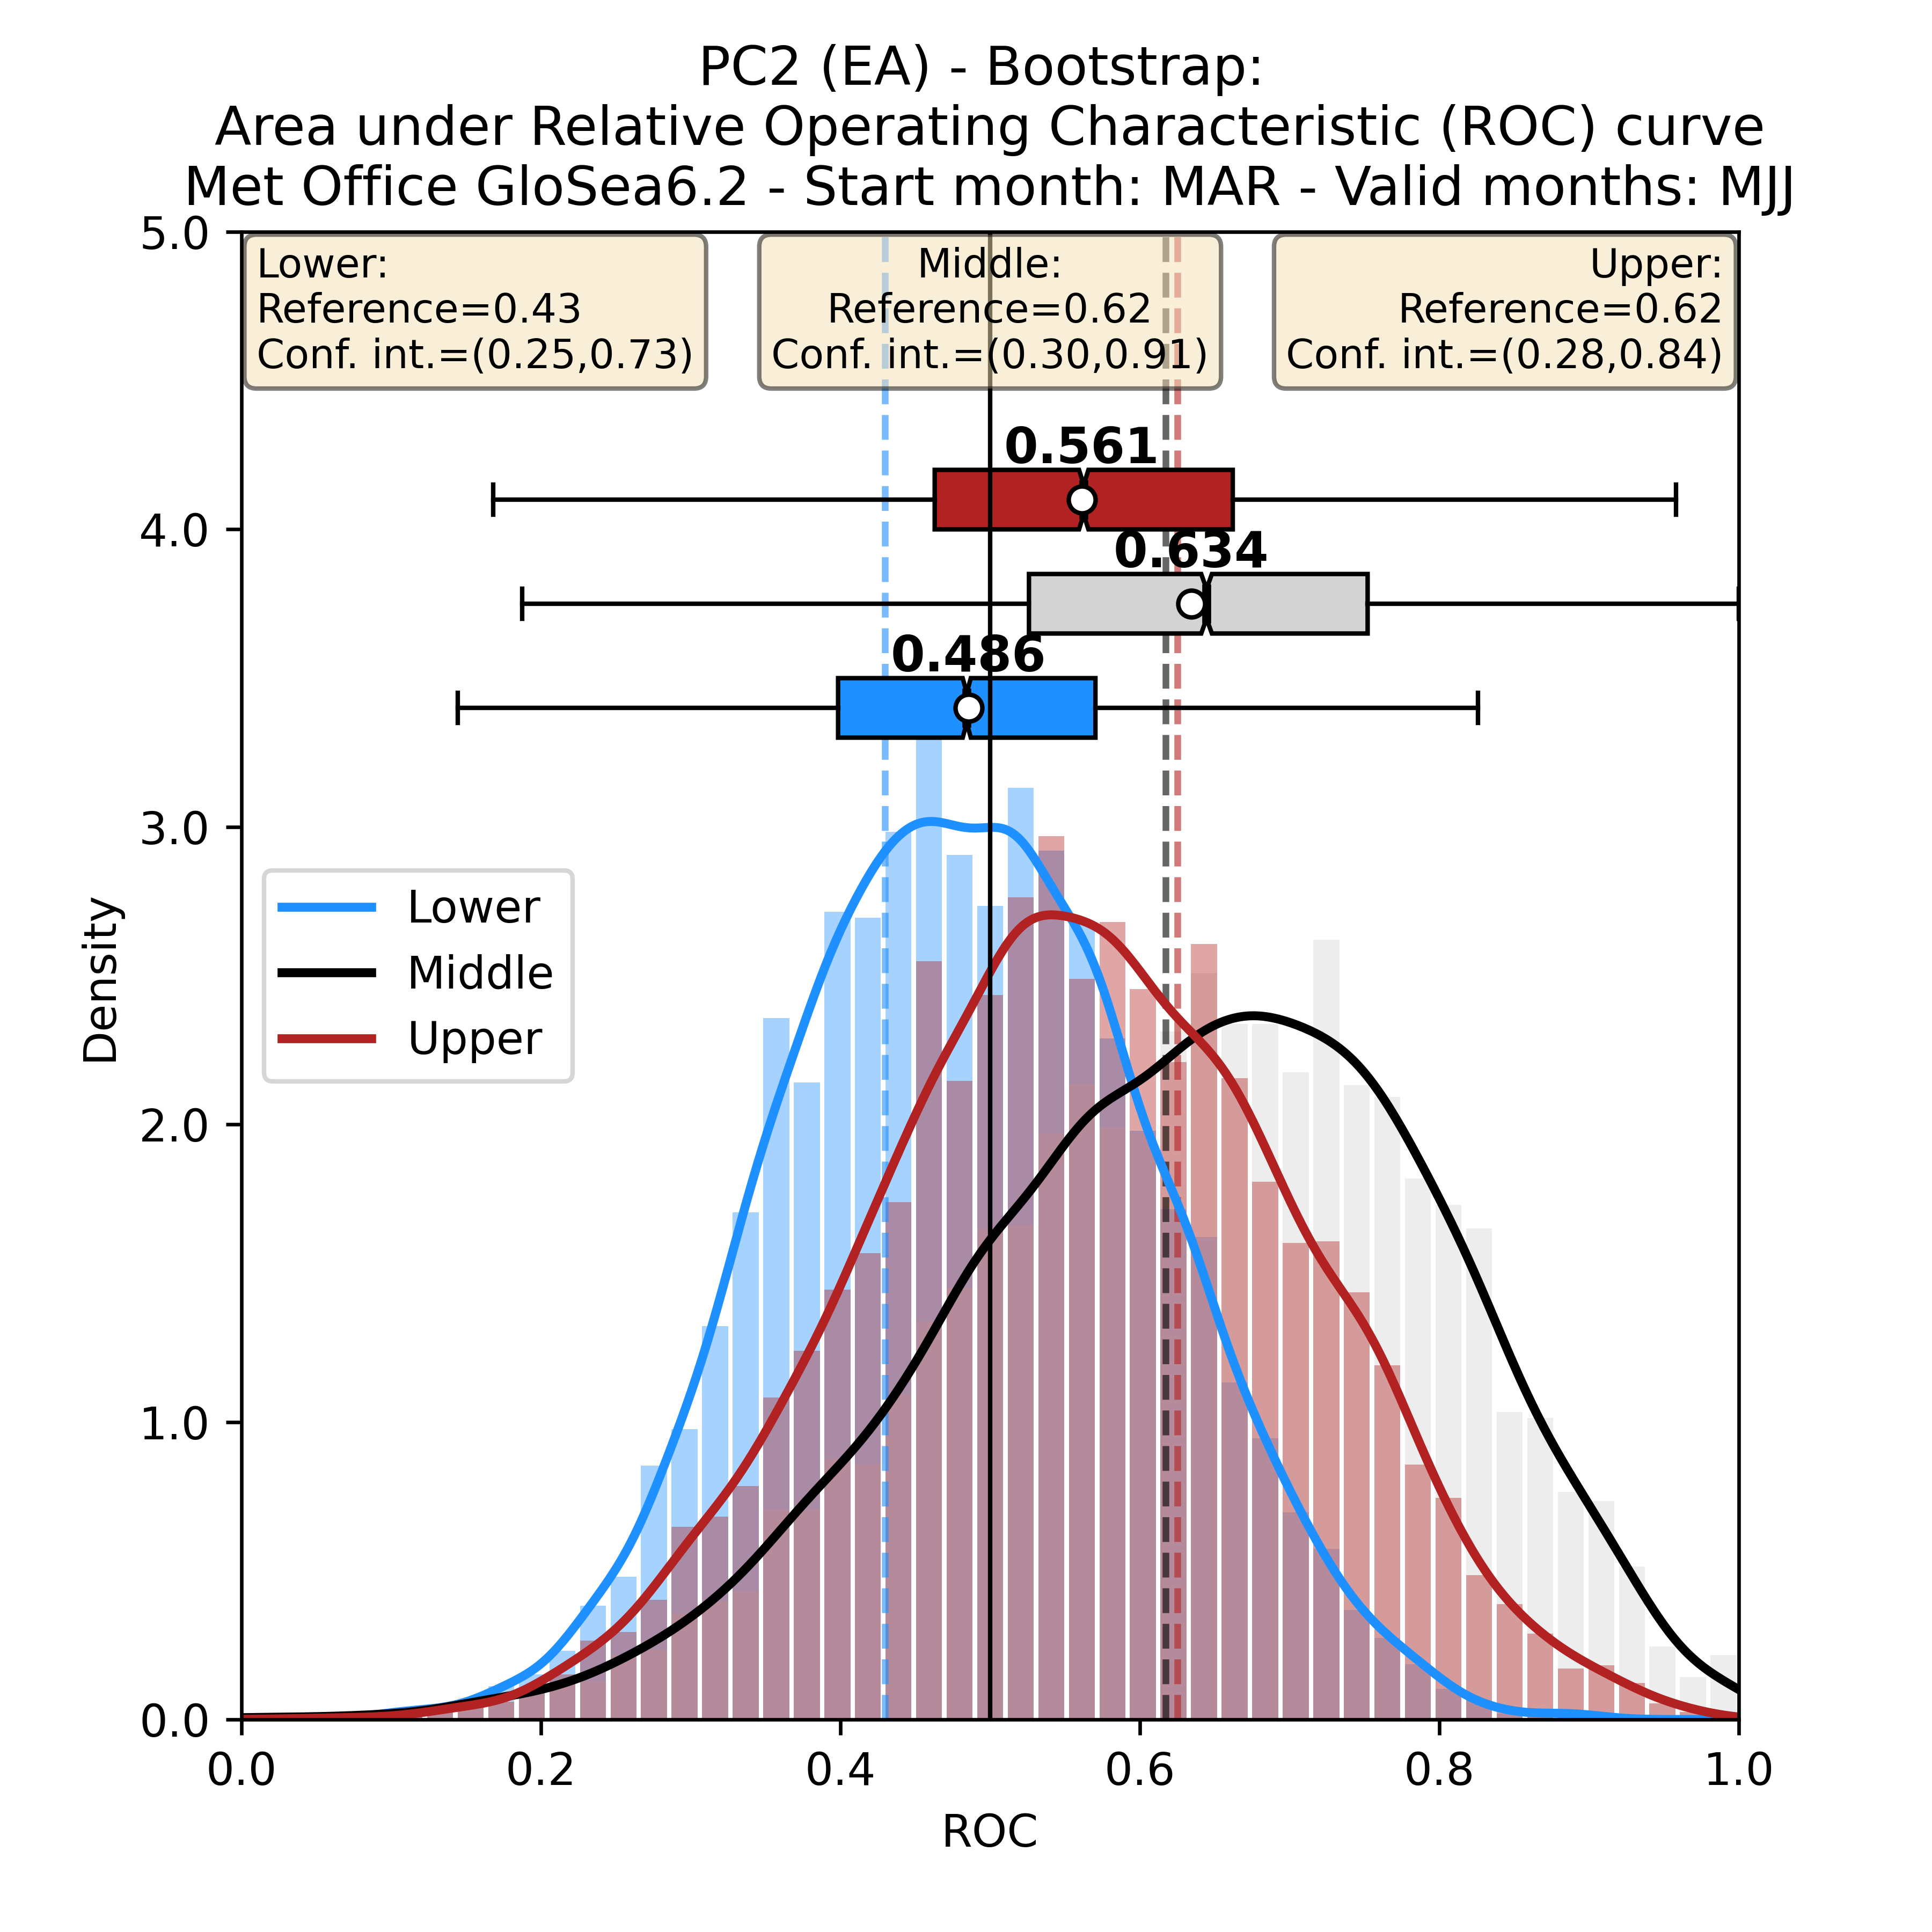 PC2 (EA) - Bootstrap:
Area under Relative Operating Characteristic (ROC) curve
Met Office GloSea6.2 - Start month: MAR - Valid months: MJJ
Lower:
Reference=0.43
Conf. int.=(0.25,0.73)
Middle:
Reference=0.62
Conf. int.=(0.30,0.91)
Upper:
Reference=0.62
Conf. int.=(0.28,0.84)
0.561
0.634
0.486
Lower
Middle
Upper
Density
5.0
4.0
3.0
2.0
1.0
0.0
0.0 0.2 0.4 0.6 0.8 1.0
ROC